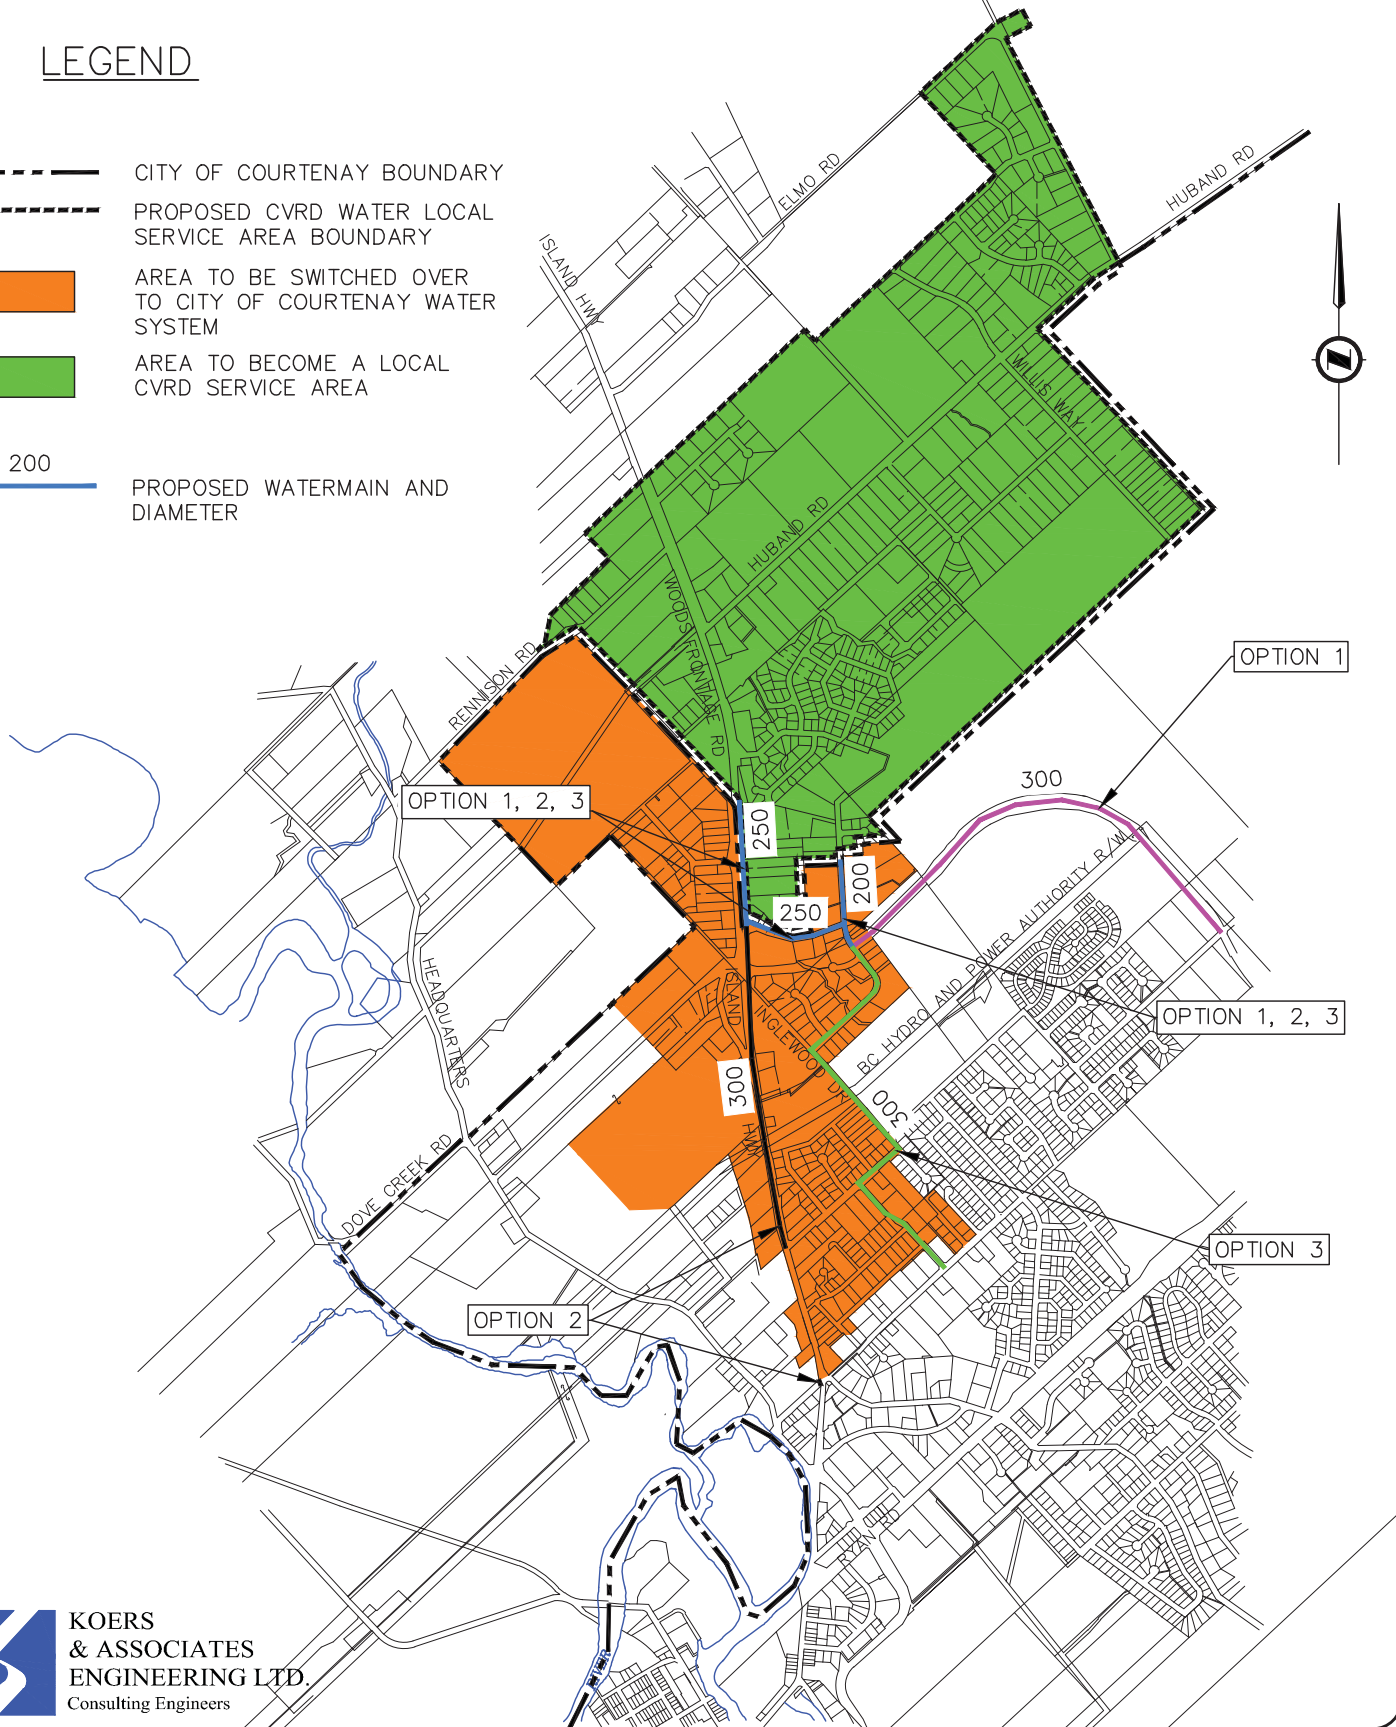 LEGEND
CITY OF COURTENAY BOUNDARY
PROPOSED CVRD WATER LOCAL
SERVICE AREA BOUNDARY
AREA TO BE SWITCHED OVER
TO CITY OF COURTENAY WATER
SYSTEM
AREA TO BECOME A LOCAL
CVRD SERVICE AREA
200
PROPOSED WATERMAIN AND
DIAMETER
ELMO RD
HUBAND RD
ISLAND HWY
WILLIS WAY
HUBAND RD
WOODS FRONTAGE RD
RENNISON RD
OPTION 1
300
OPTION 1, 2, 3
250
200
250
BC HYDRO AND POWER AUTHORITY R/W
HEADQUARTERS
ISLAND
INGLEWOOD DR
OPTION 1, 2, 3
300
300
HWY
DOVE CREEK RD
OPTION 3
OPTION 2
RYAN RD
RIVER
KOERS
& ASSOCIATES
ENGINEERING LTD.
Consulting Engineers